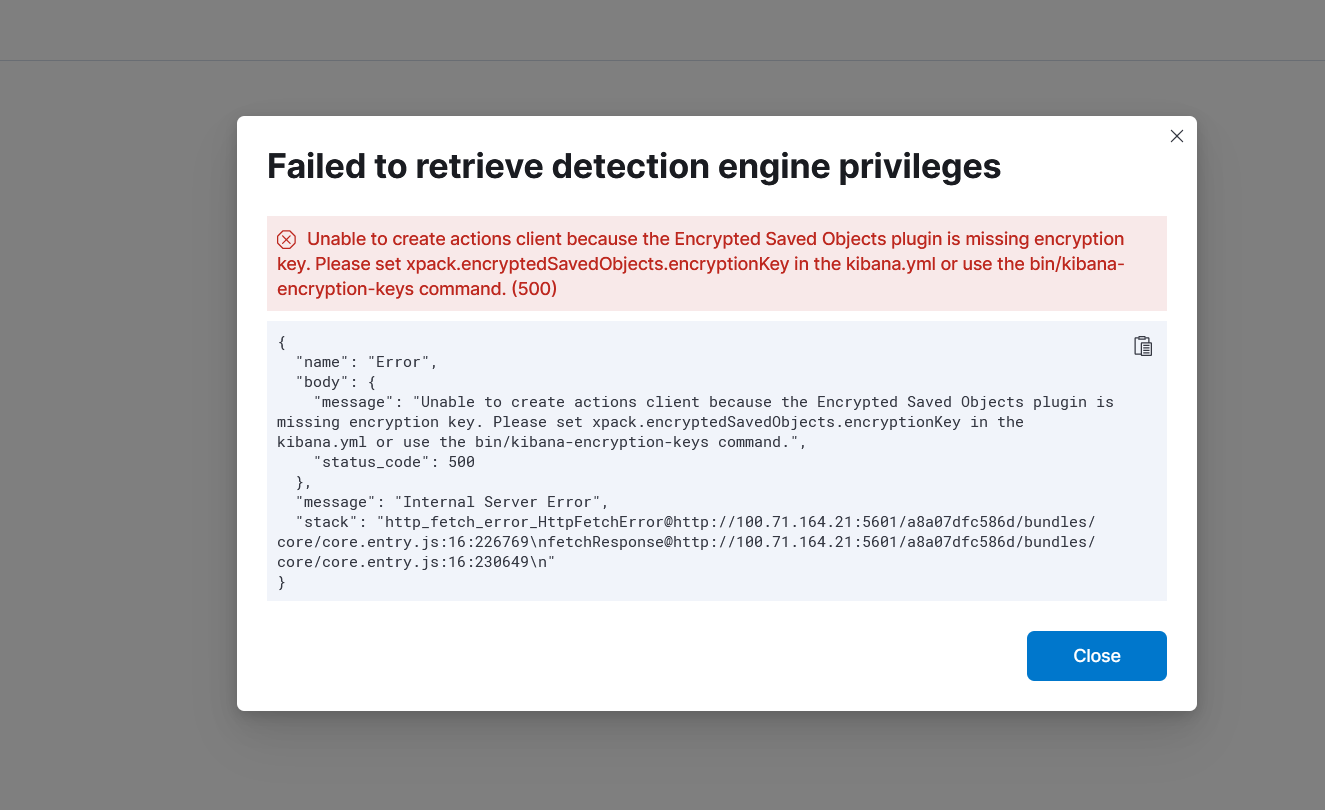 Failed to retrieve detection engine privileges
Unable to create actions client because the Encrypted Saved Objects plugin is missing encryption
key. Please set xpack.encryptedSavedObjects.encryptionKey in the kibana.yml or use the bin/kibana-
encryption-keys command. (500)
{
  "name": "Error",
  "body": {
    "message": "Unable to create actions client because the Encrypted Saved Objects plugin is
missing encryption key. Please set xpack.encryptedSavedObjects.encryptionKey in the
kibana.yml or use the bin/kibana-encryption-keys command.",
    "status_code": 500
  },
  "message": "Internal Server Error",
  "stack": "http_fetch_error_HttpFetchError@http://100.71.164.21:5601/a8a07dfc586d/bundles/
core/core.entry.js:16:226769\nfetchResponse@http://100.71.164.21:5601/a8a07dfc586d/bundles/
core/core.entry.js:16:230649\n"
}
Close